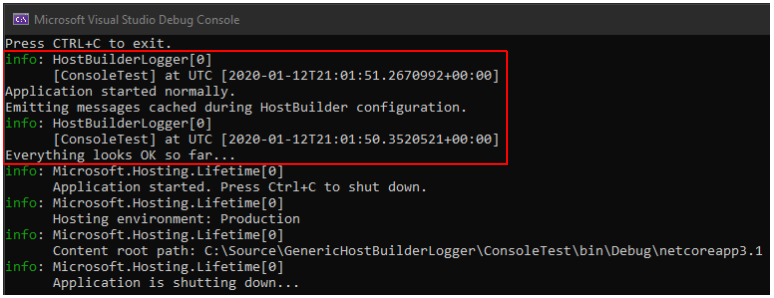 Microsoft Visual Studio Debug Console
Press CTRL+C to exit.
info: HostBuilderLogger[0]
[ConsoleTest] at UTC [2020-01-12T21:01:51.2670992+00:00]
Application started normally.
Emitting messages cached during HostBuilder configuration.
info: HostBuilderLogger[0]
[ConsoleTest] at UTC [2020-01-12T21:01:50.3520521+00:00]
Everything looks OK so far...
info: Microsoft.Hosting.Lifetime[0]
Application started. Press Ctrl+C to shut down.
info: Microsoft.Hosting.Lifetime[0]
Hosting environment: Production
info: Microsoft.Hosting.Lifetime[0]
Content root path: C:\Source\GenericHostBuilderLogger\ConsoleTest\bin\Debug\netcoreapp3.1
info: Microsoft.Hosting.Lifetime[0]
Application is shutting down...